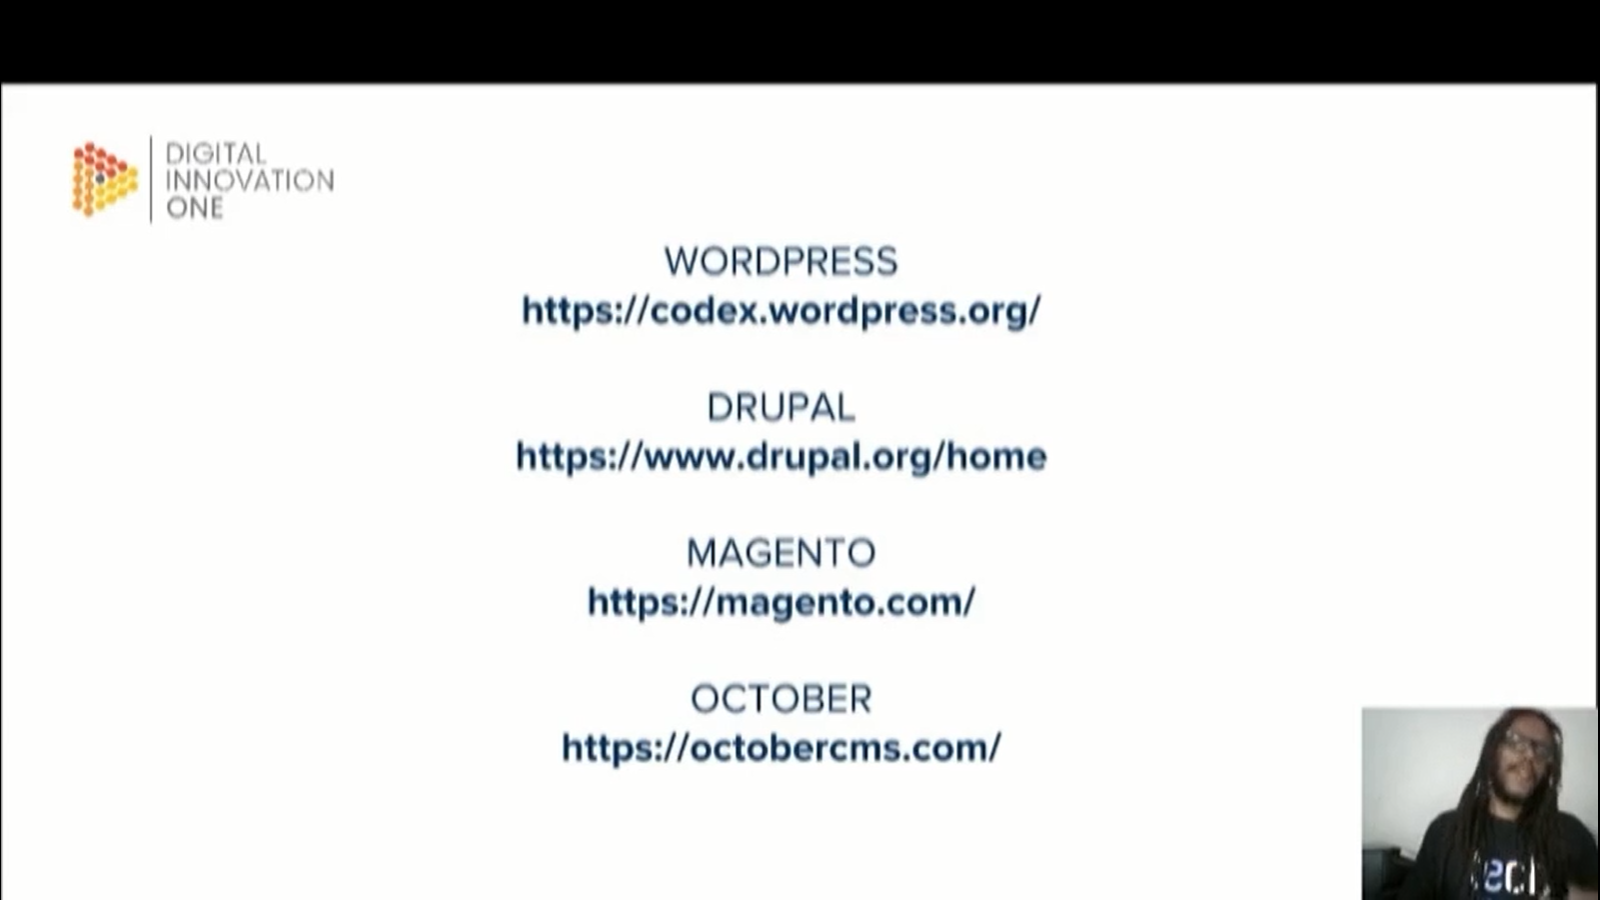 DIGITAL
INNOVATION
ONE
WORDPRESS
https://codex.wordpress.org/
DRUPAL
https://www.drupal.org/home
MAGENTO
https://magento.com/
OCTOBER
https://octobercms.com/